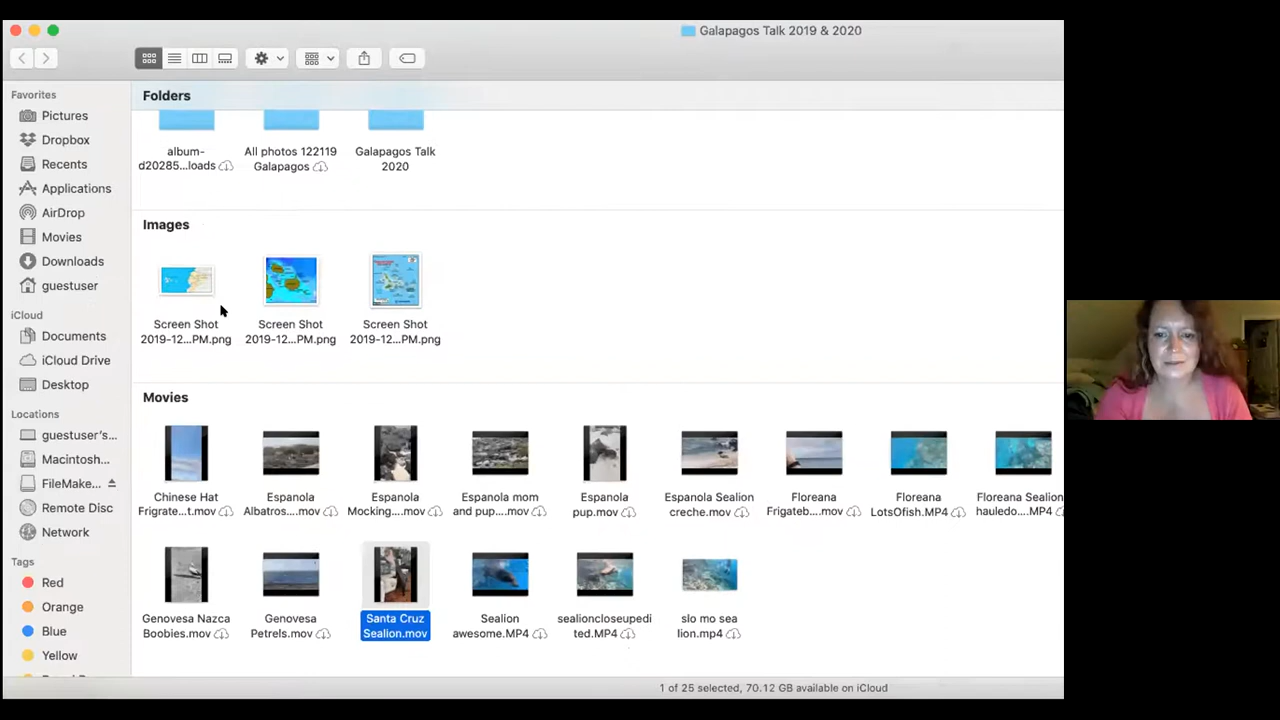 Galapagos Talk 2019 & 2020
Favorites
Pictures
Dropbox
Recents
Applications
AirDrop
Movies
Downloads
guestuser
iCloud
Documents
iCloud Drive
Desktop
Locations
guestuser's…
Macintosh…
FileMake…
Remote Disc
Network
Tags
Red
Orange
Blue
Yellow
Folders
album-
d20285...loads
All photos 122119
Galapagos
Galapagos Talk
2020
Images
Screen Shot
2019-12...PM.png
Screen Shot
2019-12...PM.png
Screen Shot
2019-12...PM.png
Movies
Chinese Hat
Frigrate...t.mov
Espanola
Albatros....mov
Espanola
Mocking....mov
Espanola mom
and pup....mov
Espanola
pup.mov
Espanola Sealion
creche.mov
Floreana
Frigateb....mov
Floreana
LotsOfish.MP4
Floreana Sealion
hauledo....MP4
Genovesa Nazca
Boobies.mov
Genovesa
Petrels.mov
Santa Cruz
Sealion.mov
Sealion
awesome.MP4
sealioncloseupedi
ted.MP4
slo mo sea
lion.mp4
1 of 25 selected, 70.12 GB available on iCloud